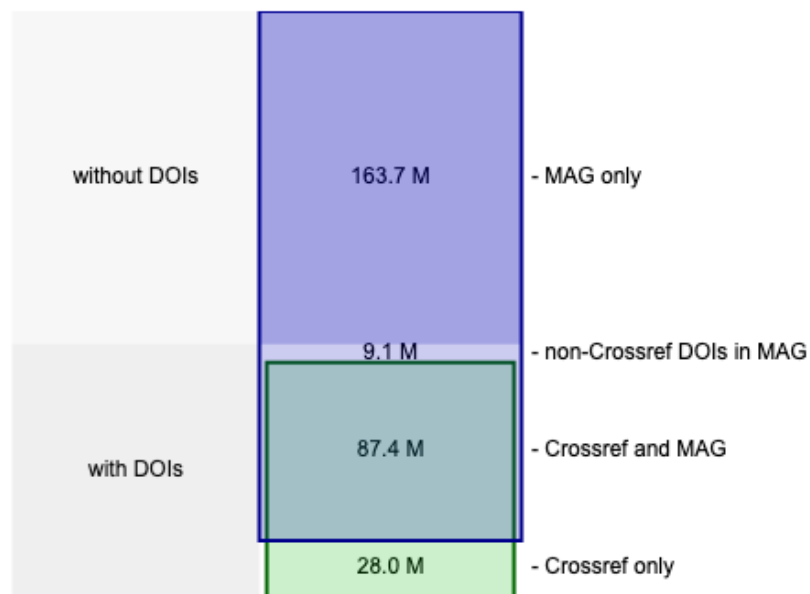 without DOIs 163.7 M - MAG only
9.1 M - non-Crossref DOIs in MAG
with DOIs 87.4 M - Crossref and MAG
28.0 M - Crossref only